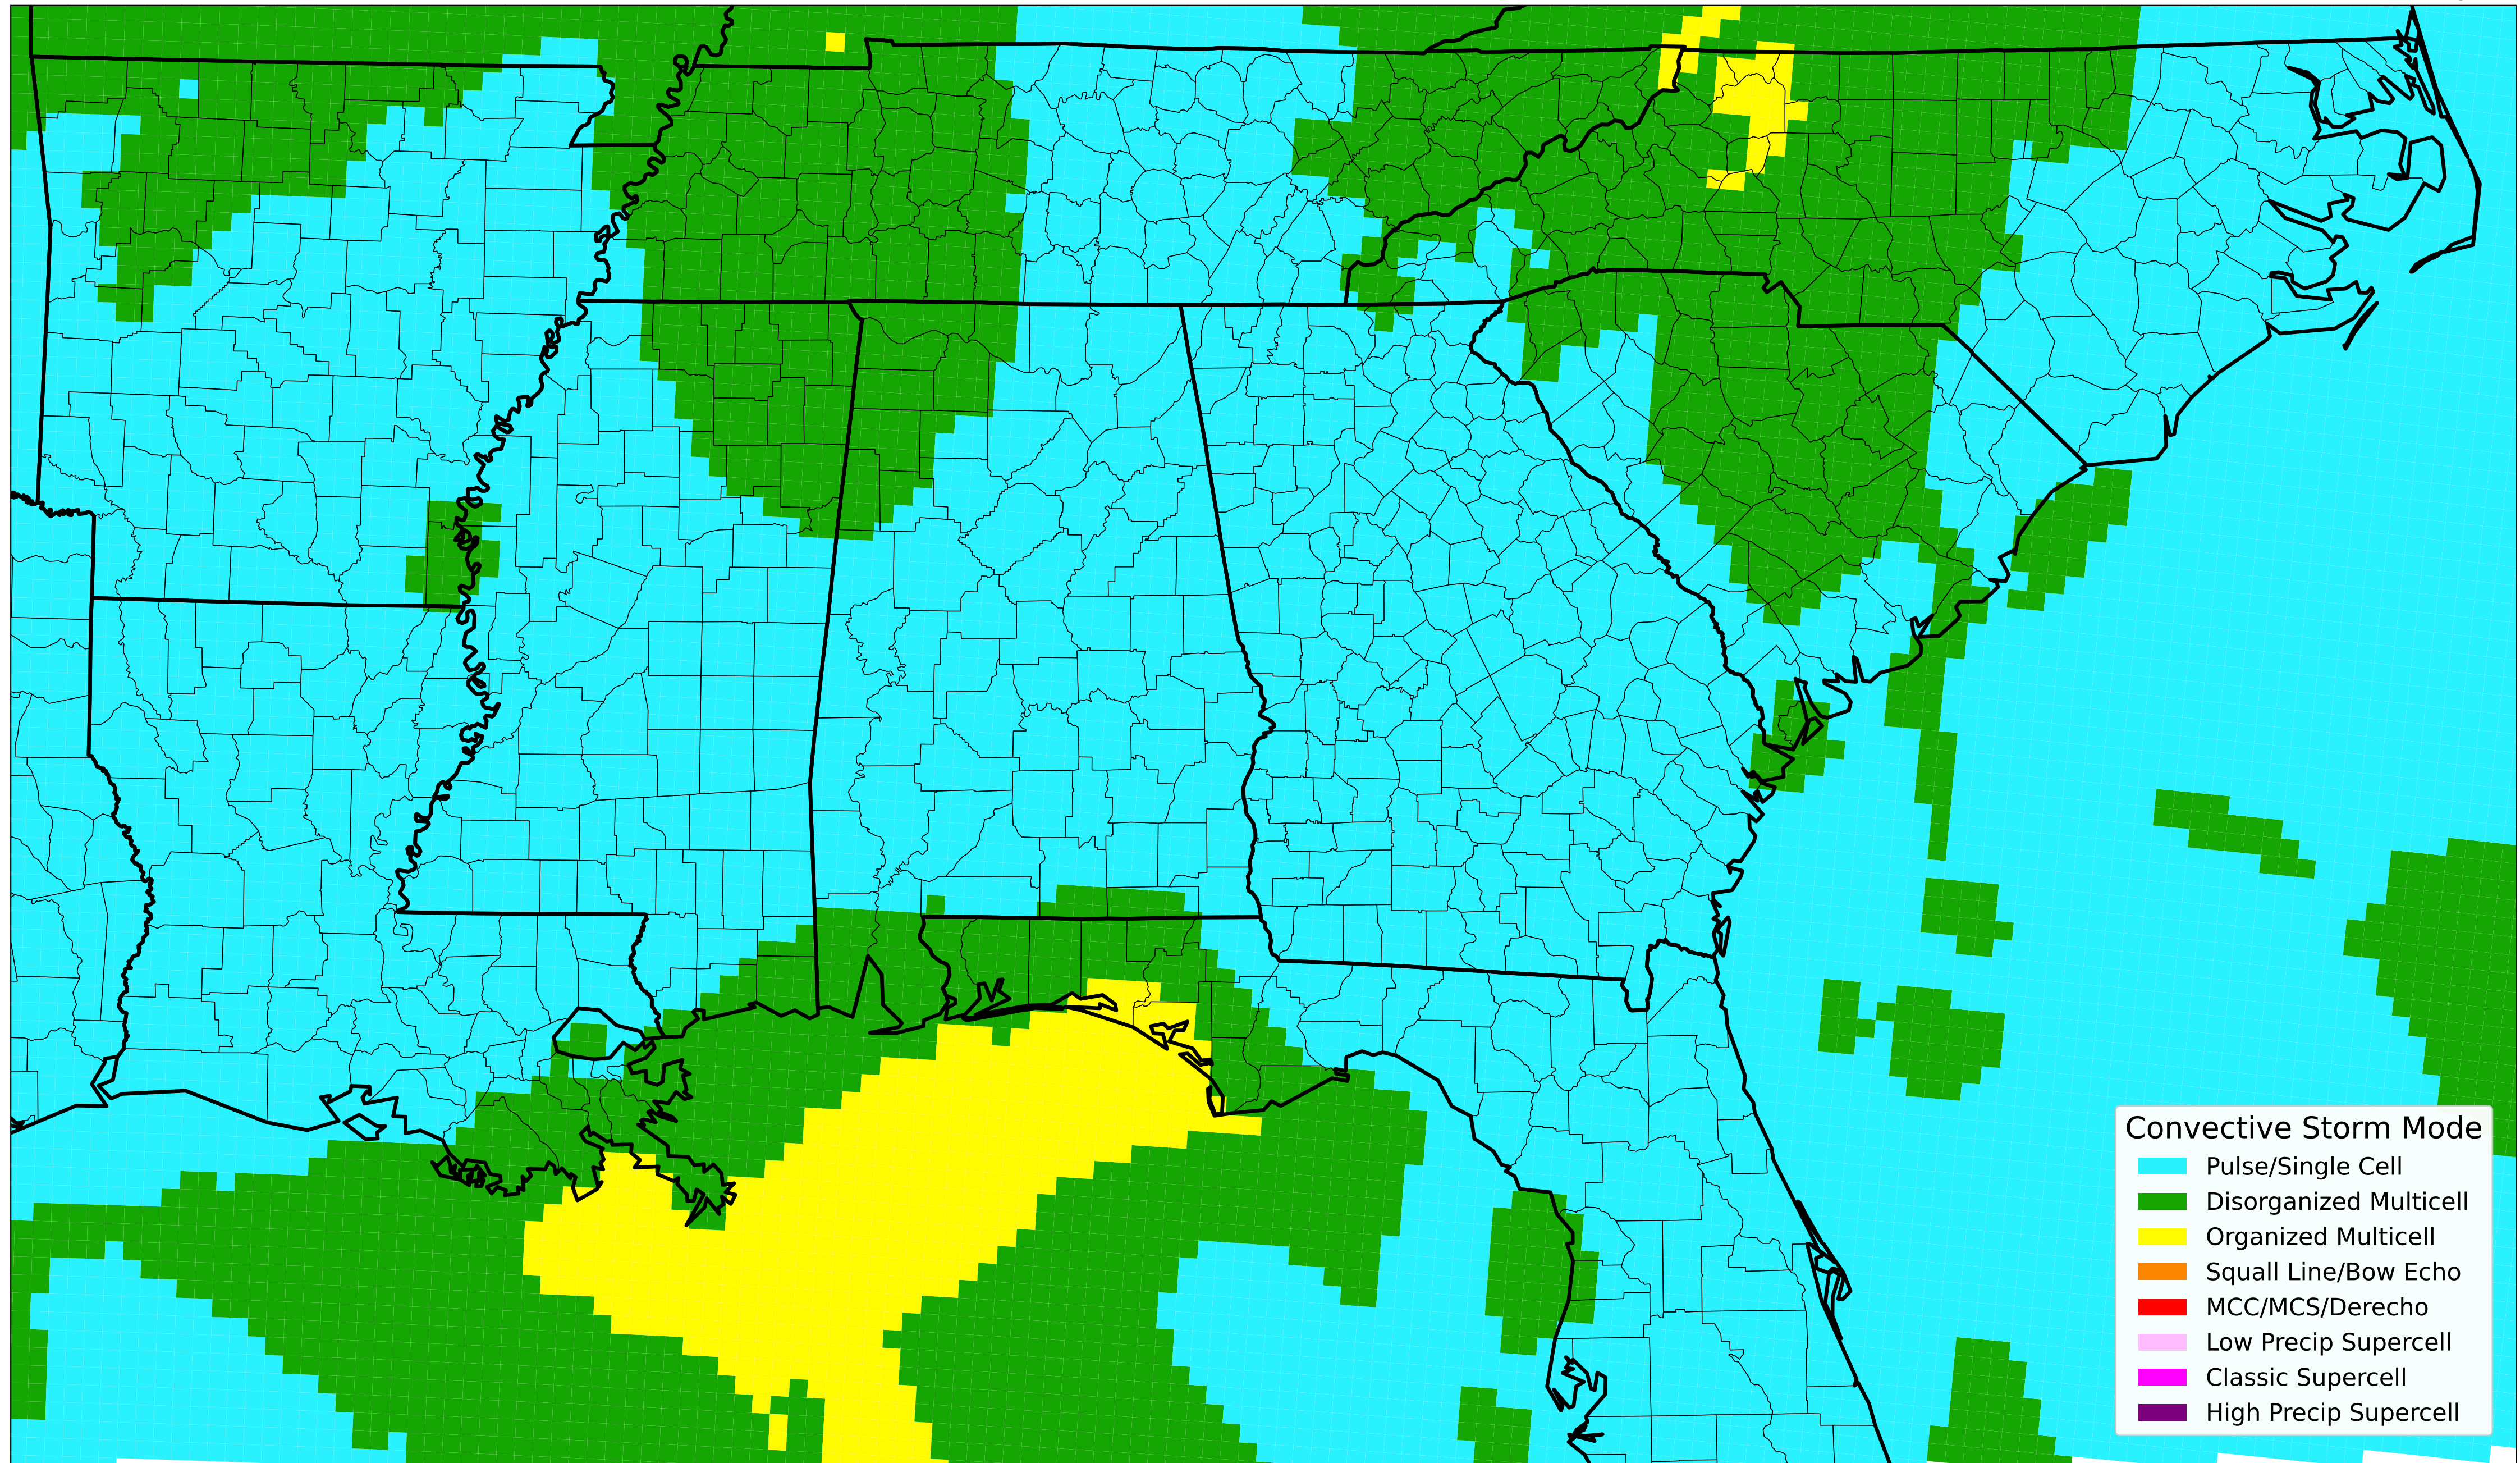 Convective Storm Mode
Pulse/Single Cell
Disorganized Multicell
Organized Multicell
Squall Line/Bow Echo
MCC/MCS/Derecho
Low Precip Supercell
Classic Supercell
High Precip Supercell